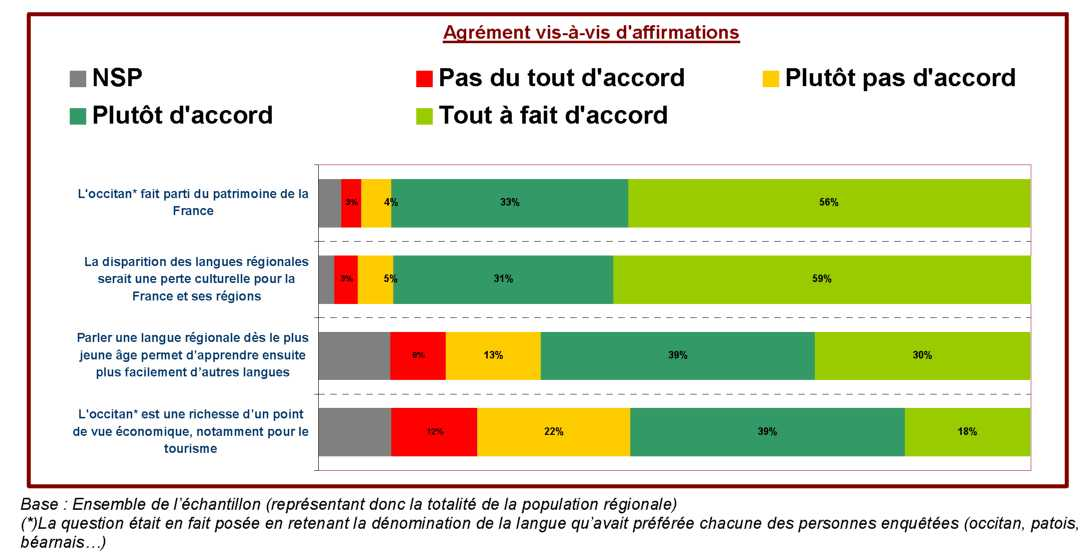 Agrément vis-à-vis d'affirmations
NSP
Pas du tout d'accord
Plutôt pas d'accord
Plutôt d'accord
Tout à fait d'accord
L'occitan* fait parti du patrimoine de la
France
3%
4%
33%
56%
La disparition des langues régionales
serait une perte culturelle pour la
France et ses régions
3%
5%
31%
59%
Parler une langue régionale dès le plus
jeune âge permet d’apprendre ensuite
plus facilement d’autres langues
8%
13%
39%
30%
L'occitan* est une richesse d’un point
de vue économique, notamment pour le
tourisme
12%
22%
39%
18%
Base : Ensemble de l’échantillon (représentant donc la totalité de la population régionale)
(*)La question était en fait posée en retenant la dénomination de la langue qu’avait préférée chacune des personnes enquêtées (occitan, patois,
béarnais…)